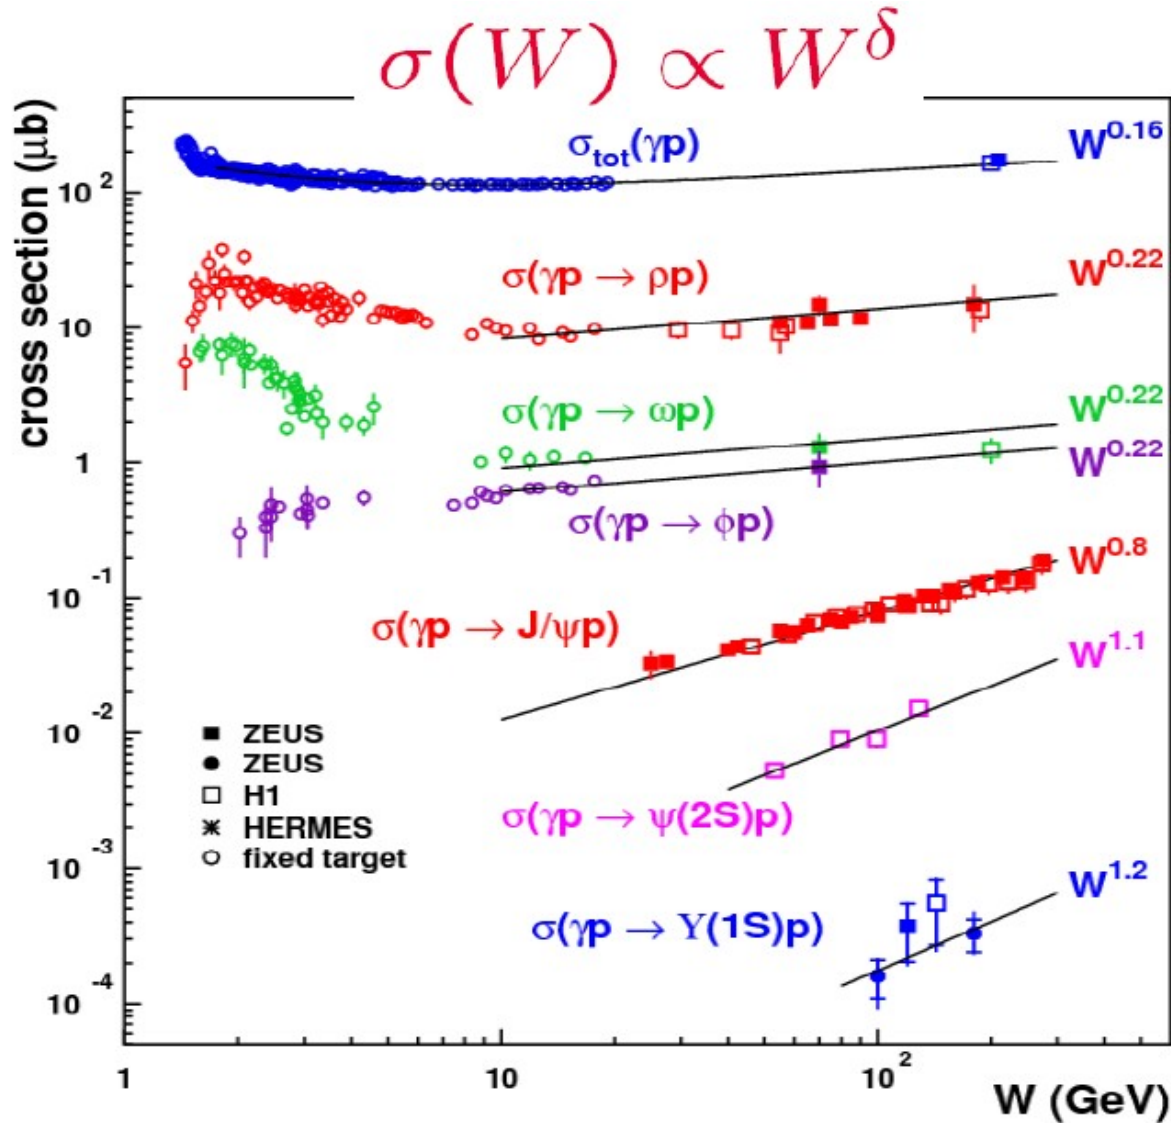 σ(W) ∝ W^δ
cross section (μb)
σ_tot(γp)
W^0.16
10^2
σ(γp → ρp)
W^0.22
10
σ(γp → ωp)
W^0.22
1
W^0.22
σ(γp → ϕp)
W^0.8
10^-1
σ(γp → J/ψp)
W^1.1
10^-2
ZEUS
ZEUS
H1
HERMES
fixed target
σ(γp → ψ(2S)p)
10^-3
W^1.2
σ(γp → Υ(1S)p)
10^-4
1
10
10^2
W (GeV)